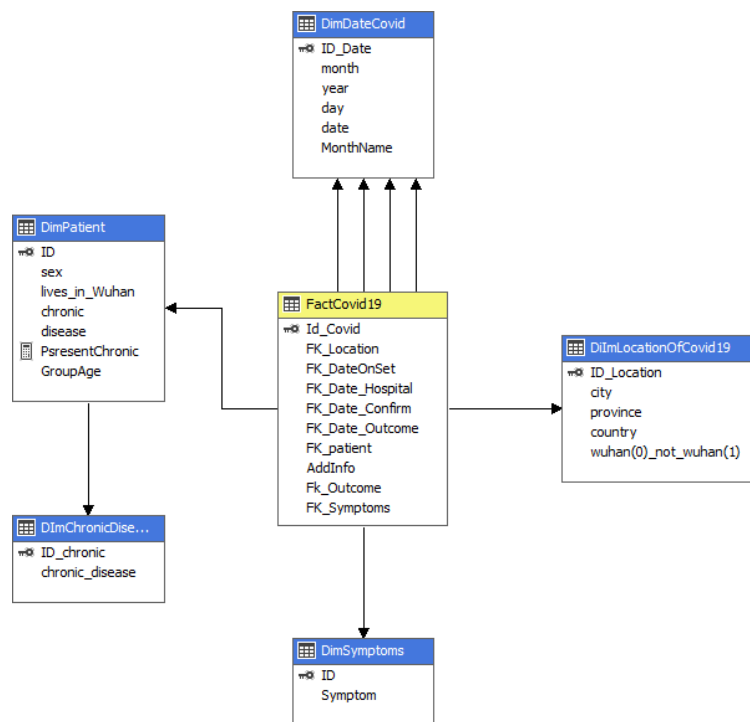 DimDateCovid
ID_Date
month
year
day
date
MonthName
DimPatient
ID
sex
lives_in_Wuhan
chronic
disease
PsresentChronic
GroupAge
FactCovid19
Id_Covid
FK_Location
FK_DateOnSet
FK_Date_Hospital
FK_Date_Confirm
FK_Date_Outcome
FK_patient
AddInfo
Fk_Outcome
FK_Symptoms
DiImLocationOfCovid19
ID_Location
city
province
country
wuhan(0)_not_wuhan(1)
DImChronicDise...
ID_chronic
chronic_disease
DimSymptoms
ID
Symptom